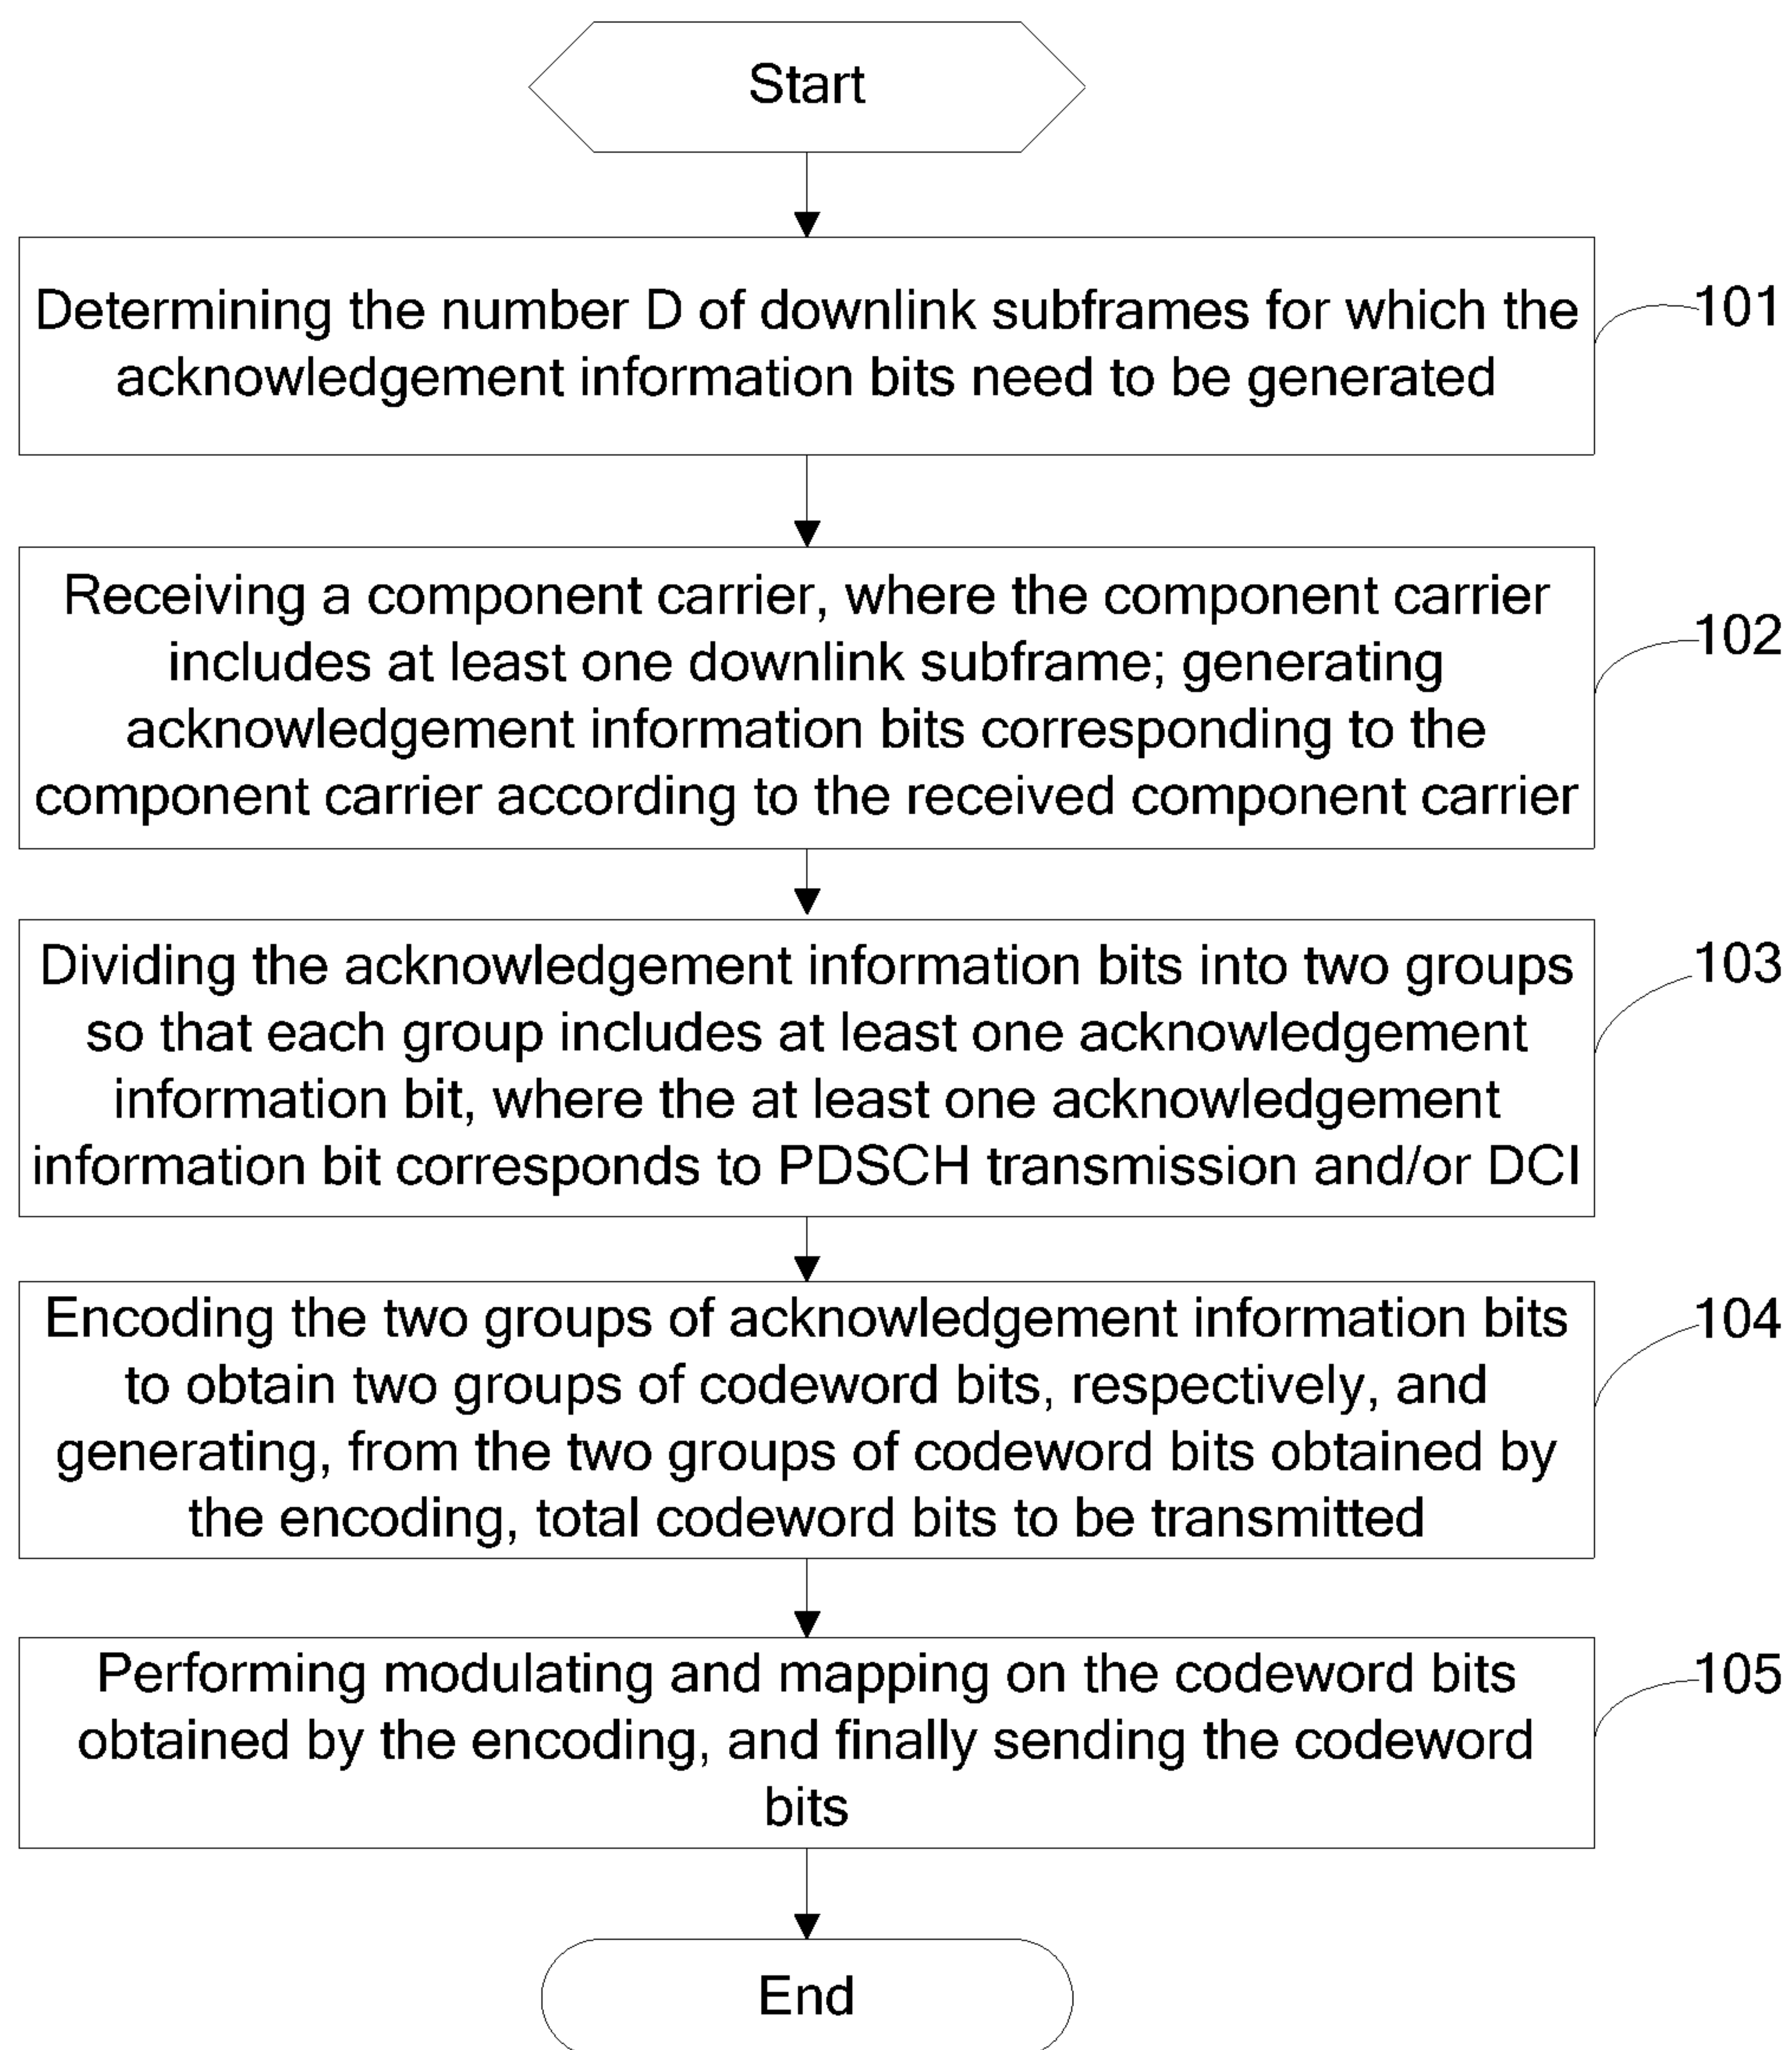 Start
Determining the number D of downlink subframes for which the
acknowledgement information bits need to be generated
101
Receiving a component carrier, where the component carrier
includes at least one downlink subframe; generating
acknowledgement information bits corresponding to the
component carrier according to the received component carrier
102
Dividing the acknowledgement information bits into two groups
so that each group includes at least one acknowledgement
information bit, where the at least one acknowledgement
information bit corresponds to PDSCH transmission and/or DCI
103
Encoding the two groups of acknowledgement information bits
to obtain two groups of codeword bits, respectively, and
generating, from the two groups of codeword bits obtained by
the encoding, total codeword bits to be transmitted
104
Performing modulating and mapping on the codeword bits
obtained by the encoding, and finally sending the codeword
bits
105
End